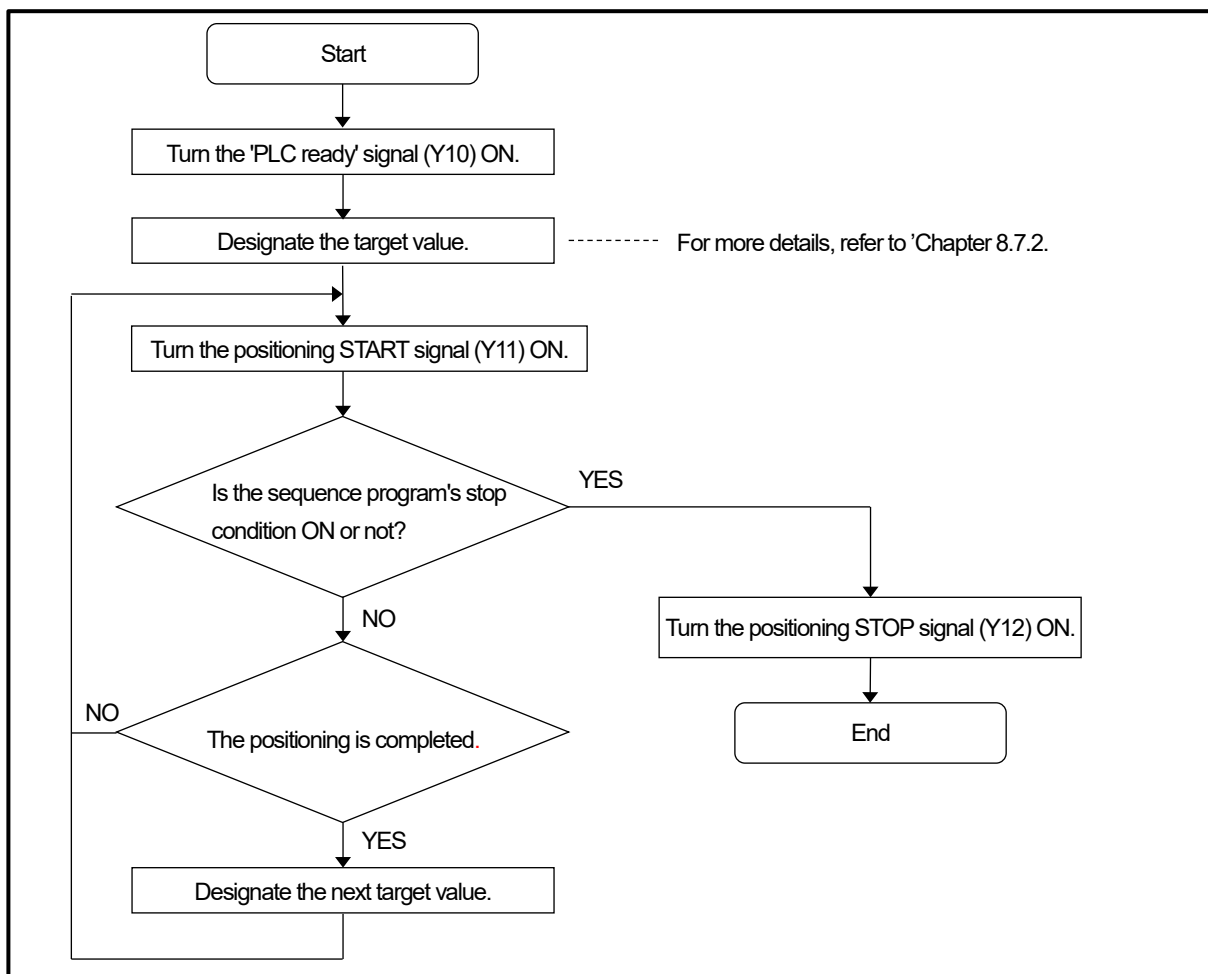 Start
Turn the 'PLC ready' signal (Y10) ON.
Designate the target value.
For more details, refer to ’Chapter 8.7.2.
Turn the positioning START signal (Y11) ON.
Is the sequence program's stop
condition ON or not?
YES
NO
Turn the positioning STOP signal (Y12) ON.
NO
The positioning is completed.
End
YES
Designate the next target value.